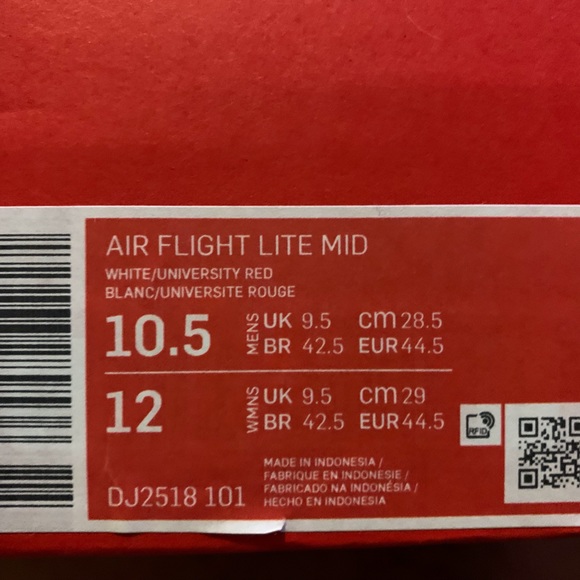 AIR FLIGHT LITE MID
WHITE/UNIVERSITY RED
BLANC/UNIVERSITE ROUGE
10.5 MENS UK 9.5 cm 28.5
BR 42.5 EUR 44.5
12 WMNS UK 9.5 cm 29
BR 42.5 EUR 44.5
RFID
MADE IN INDONESIA /
FABRIQUE EN INDONESIE /
FABRICADO NA INDONÉSIA /
HECHO EN INDONESIA
DJ2518 101